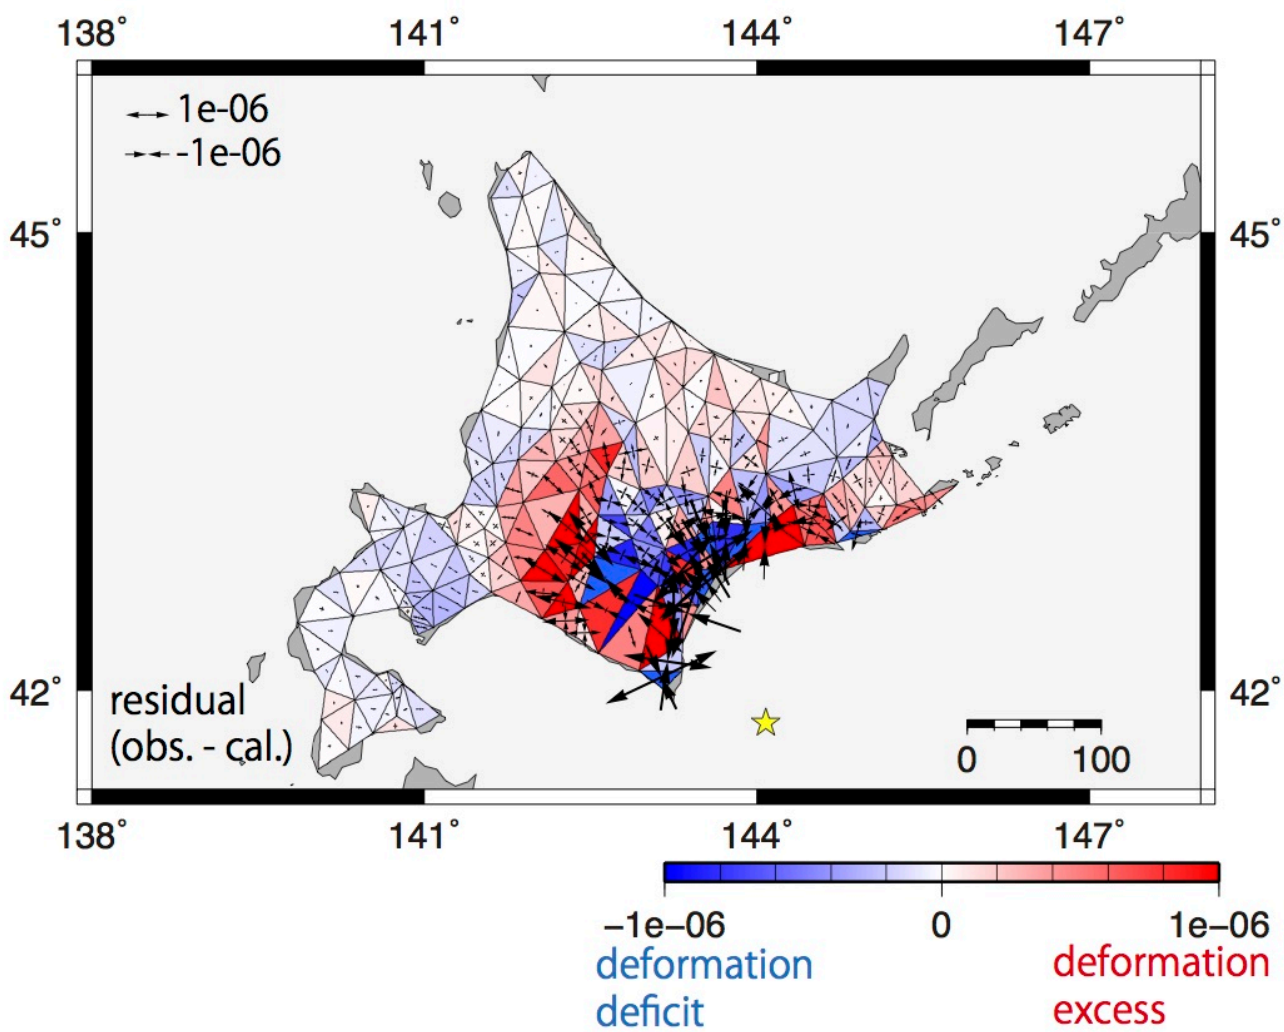 138° 141° 144° 147°
1e-06
-1e-06
45° 45°
42° 42°
residual
(obs. - cal.)
0 100
138° 141° 144° 147°
−1e−06 0 1e−06
deformation deformation
deficit excess